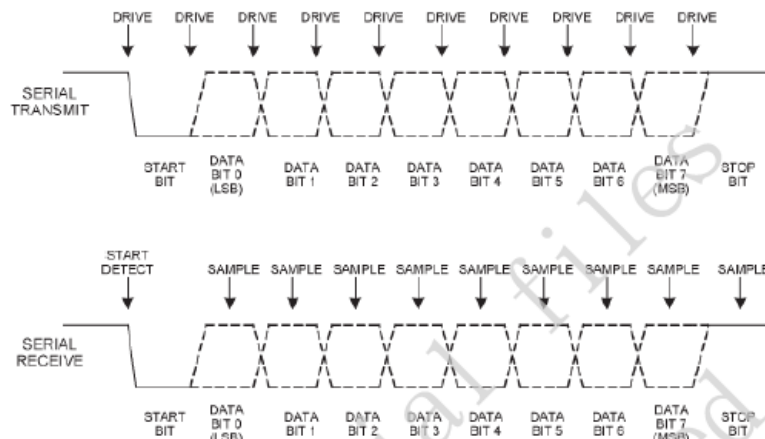 DRIVE DRIVE DRIVE DRIVE DRIVE DRIVE DRIVE DRIVE DRIVE DRIVE
SERIAL
TRANSMIT
START
BIT
DATA
BIT 0
(LSB)
DATA
BIT 1
DATA
BIT 2
DATA
BIT 3
DATA
BIT 4
DATA
BIT 5
DATA
BIT 6
DATA
BIT 7
(MSB)
STOP
BIT
START
DETECT
SAMPLE SAMPLE SAMPLE SAMPLE SAMPLE SAMPLE SAMPLE SAMPLE SAMPLE
SERIAL
RECEIVE
START
BIT
DATA
BIT 0
(LSB)
DATA
BIT 1
DATA
BIT 2
DATA
BIT 3
DATA
BIT 4
DATA
BIT 5
DATA
BIT 6
DATA
BIT 7
(MSB)
STOP
BIT
files